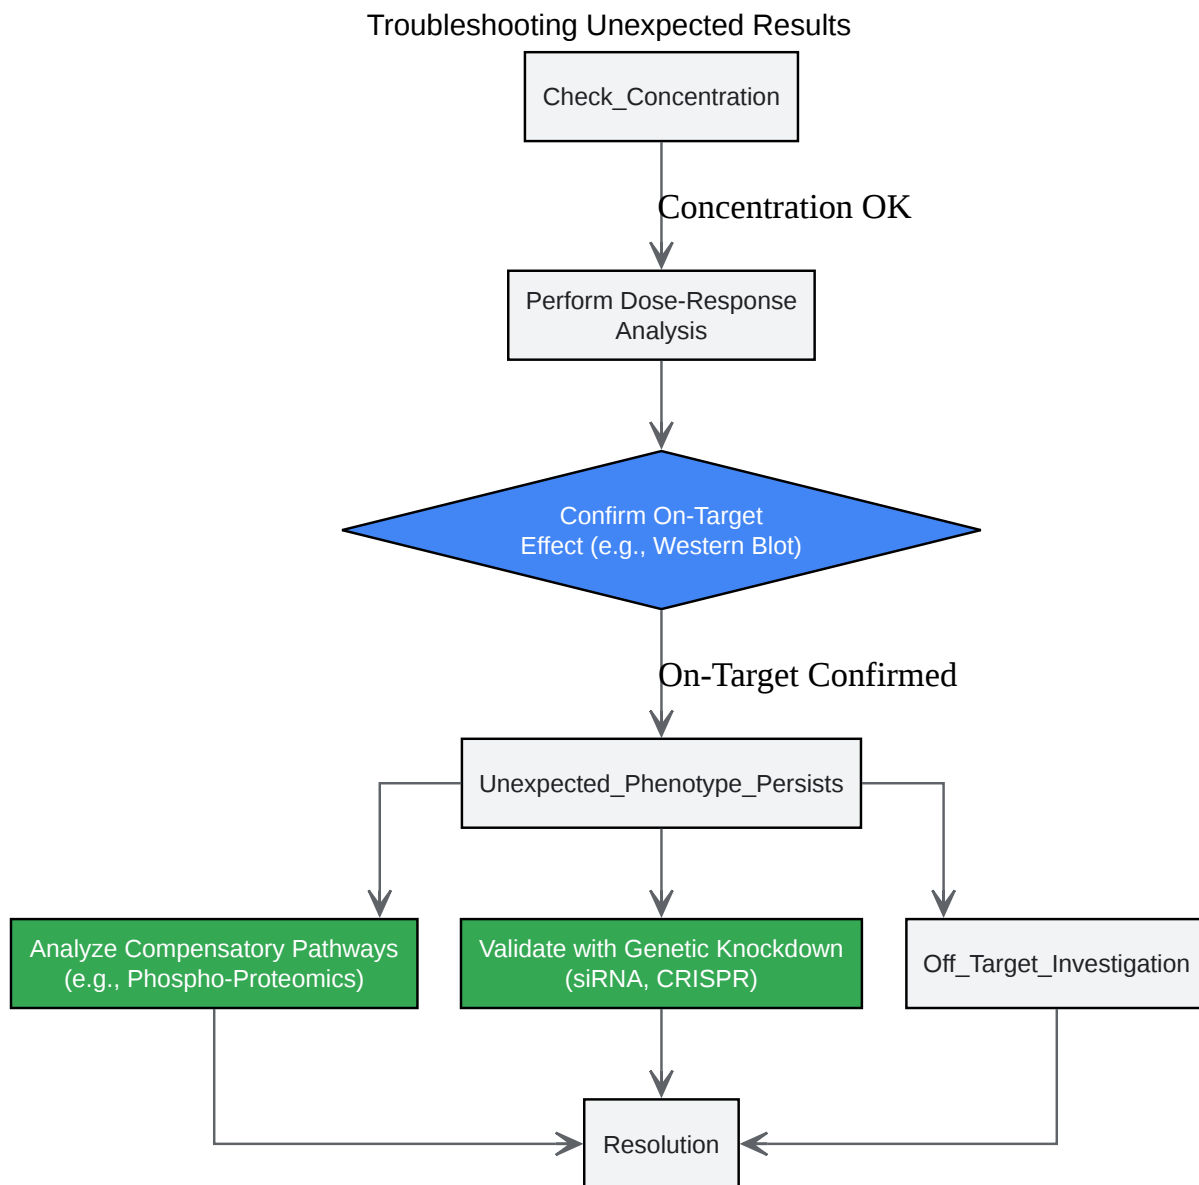 Troubleshooting Unexpected Results
Check_Concentration
Concentration OK
Perform Dose-Response
Analysis
Confirm On-Target
Effect (e.g., Western Blot)
On-Target Confirmed
Unexpected_Phenotype_Persists
Analyze Compensatory Pathways
(e.g., Phospho-Proteomics)
Validate with Genetic Knockdown
(siRNA, CRISPR)
Off_Target_Investigation
Resolution